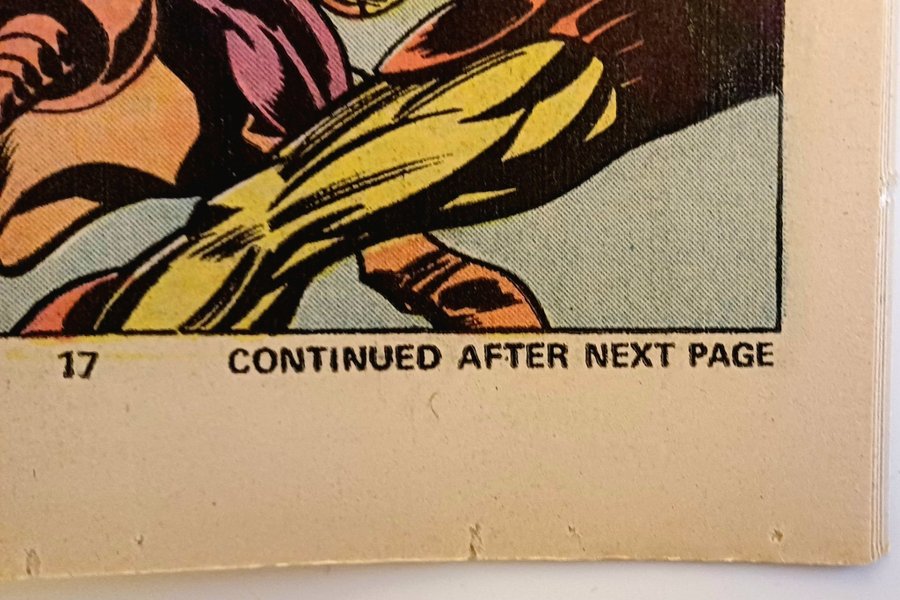 17 CONTINUED AFTER NEXT PAGE